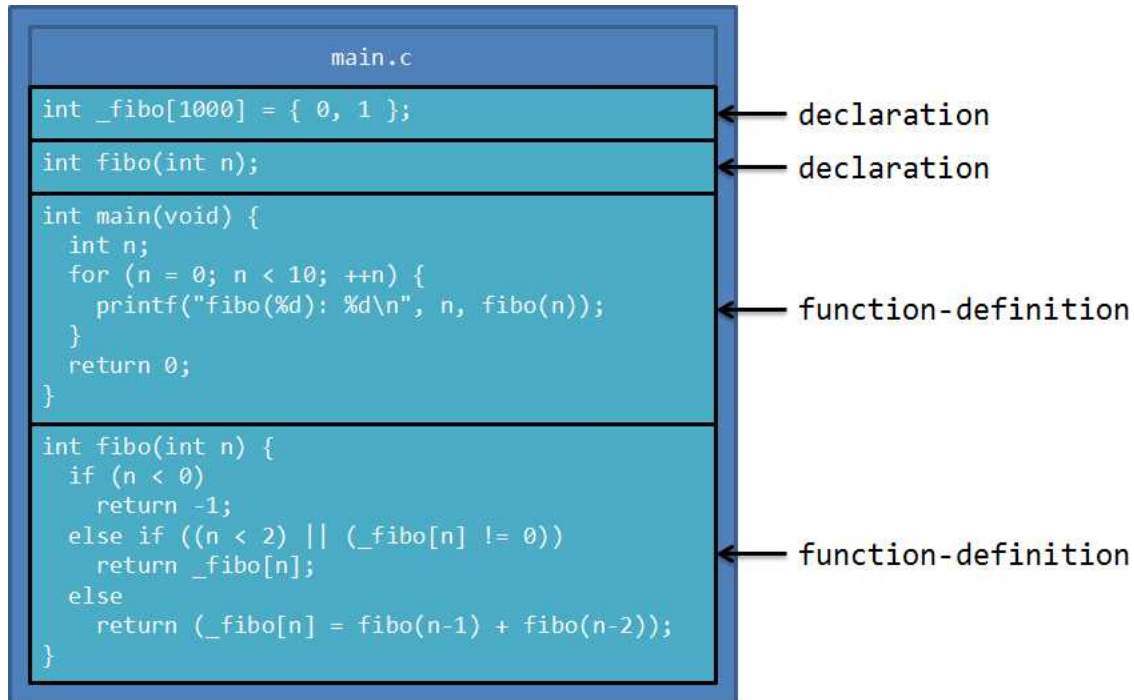 main.c
int _fibo[1000] = { 0, 1 };
declaration
int fibo(int n);
declaration
int main(void) {
  int n;
  for (n = 0; n < 10; ++n) {
    printf("fibo(%d): %d\n", n, fibo(n));
  }
  return 0;
}
function-definition
int fibo(int n) {
  if (n < 0)
    return -1;
  else if ((n < 2) || (_fibo[n] != 0))
    return _fibo[n];
  else
    return (_fibo[n] = fibo(n-1) + fibo(n-2));
}
function-definition